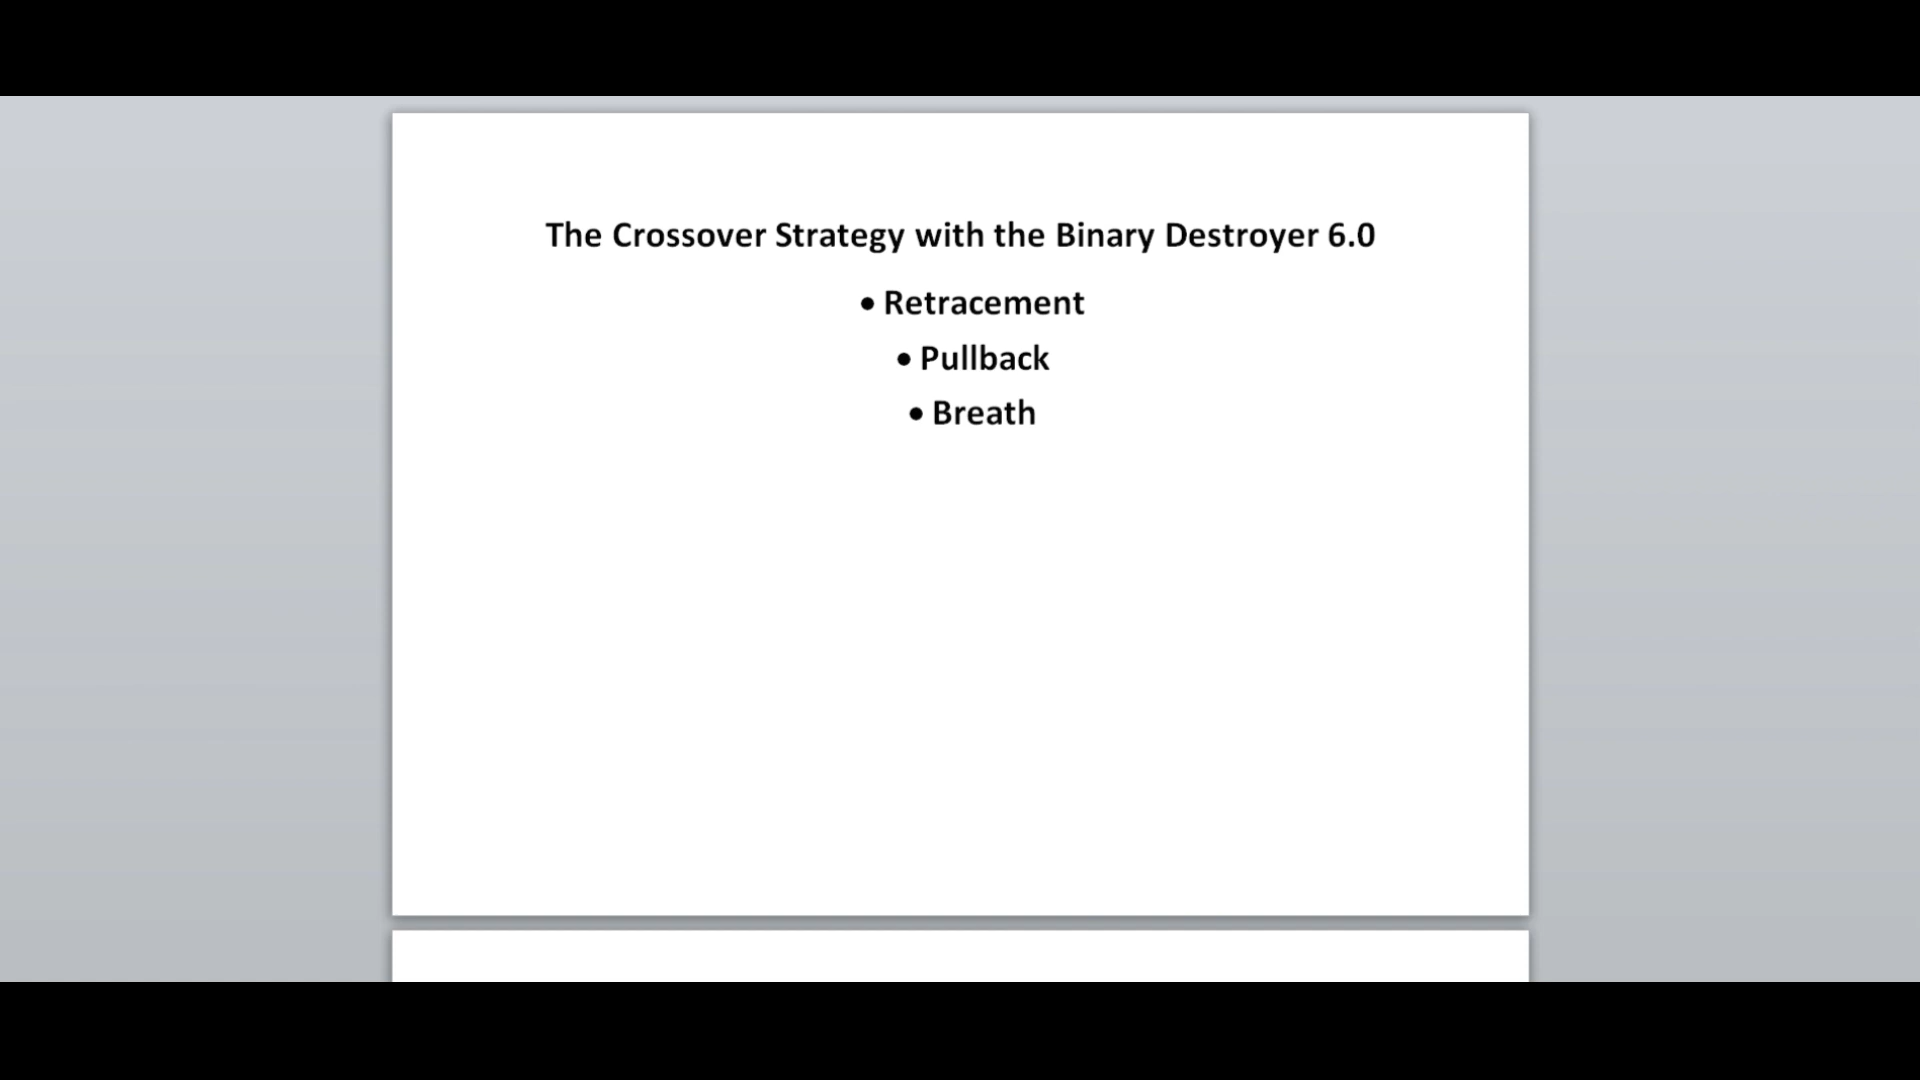 The Crossover Strategy with the Binary Destroyer 6.0
• Retracement
• Pullback
• Breath